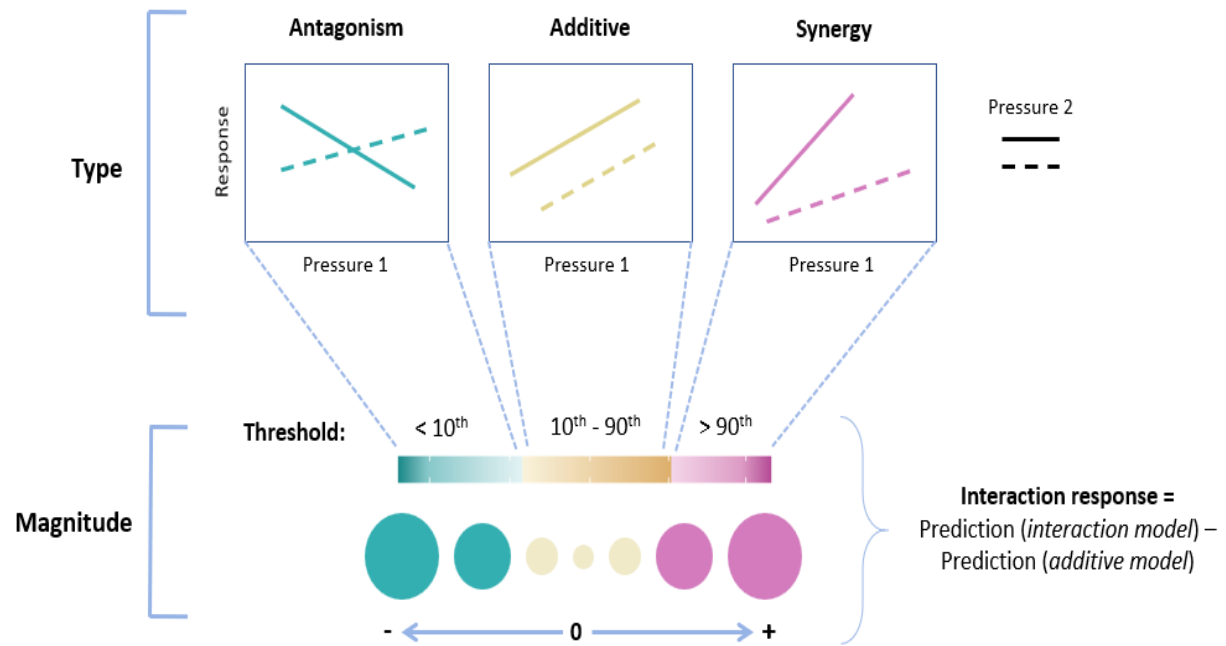 Antagonism
Additive
Synergy
Type
Response
Pressure 1
Pressure 1
Pressure 1
Pressure 2
Threshold:
< 10th
10th - 90th
> 90th
Magnitude
Interaction response =
Prediction (interaction model) –
Prediction (additive model)
- 0 +